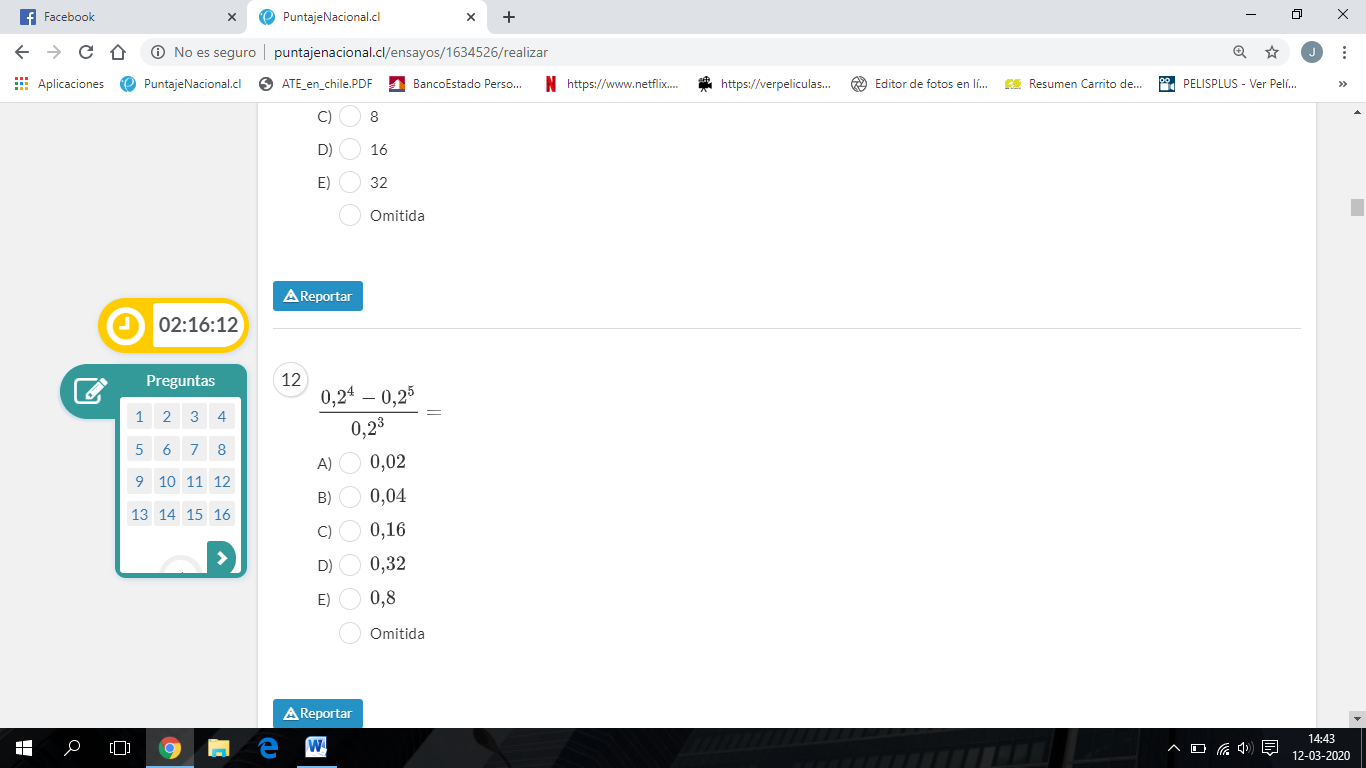 Facebook
PuntajeNacional.cl
No es seguro | puntajenacional.cl/ensayos/1634526/realizar
J
Aplicaciones
PuntajeNacional.cl
ATE_en_chile.PDF
BancoEstado Perso...
https://www.netflix....
https://verpeliculas...
Editor de fotos en lí...
Resumen Carrito de...
PELISPLUS - Ver Pelí...
»
C) 8
D) 16
E) 32
Omitida
Reportar
02:16:12
Preguntas
1 2 3 4
5 6 7 8
9 10 11 12
13 14 15 16
12
0,2⁴ − 0,2⁵
0,2³
=
A) 0,02
B) 0,04
C) 0,16
D) 0,32
E) 0,8
Omitida
Reportar
14:43
12-03-2020